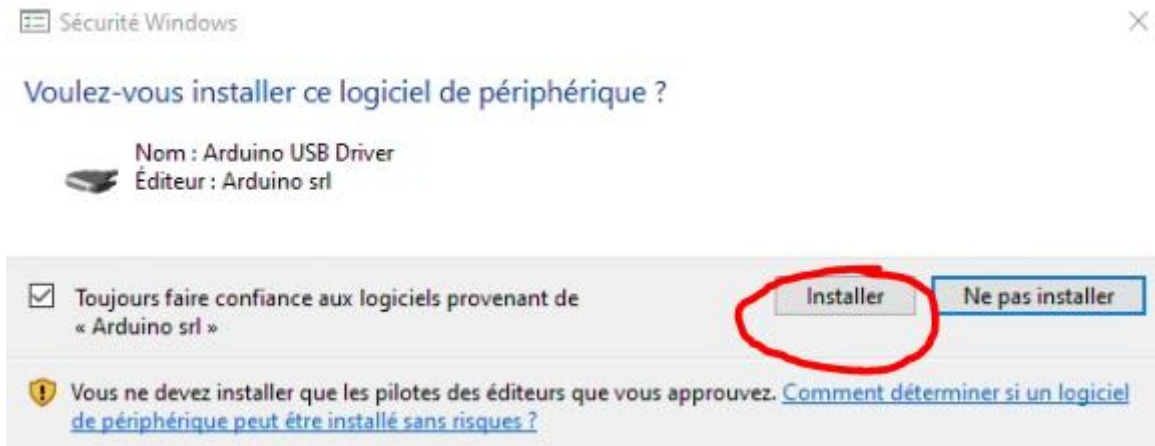 Sécurité Windows
Voulez-vous installer ce logiciel de périphérique ?
Nom : Arduino USB Driver
Éditeur : Arduino srl
Toujours faire confiance aux logiciels provenant de
« Arduino srl »
Installer
Ne pas installer
Vous ne devez installer que les pilotes des éditeurs que vous approuvez. Comment déterminer si un logiciel
de périphérique peut être installé sans risques ?